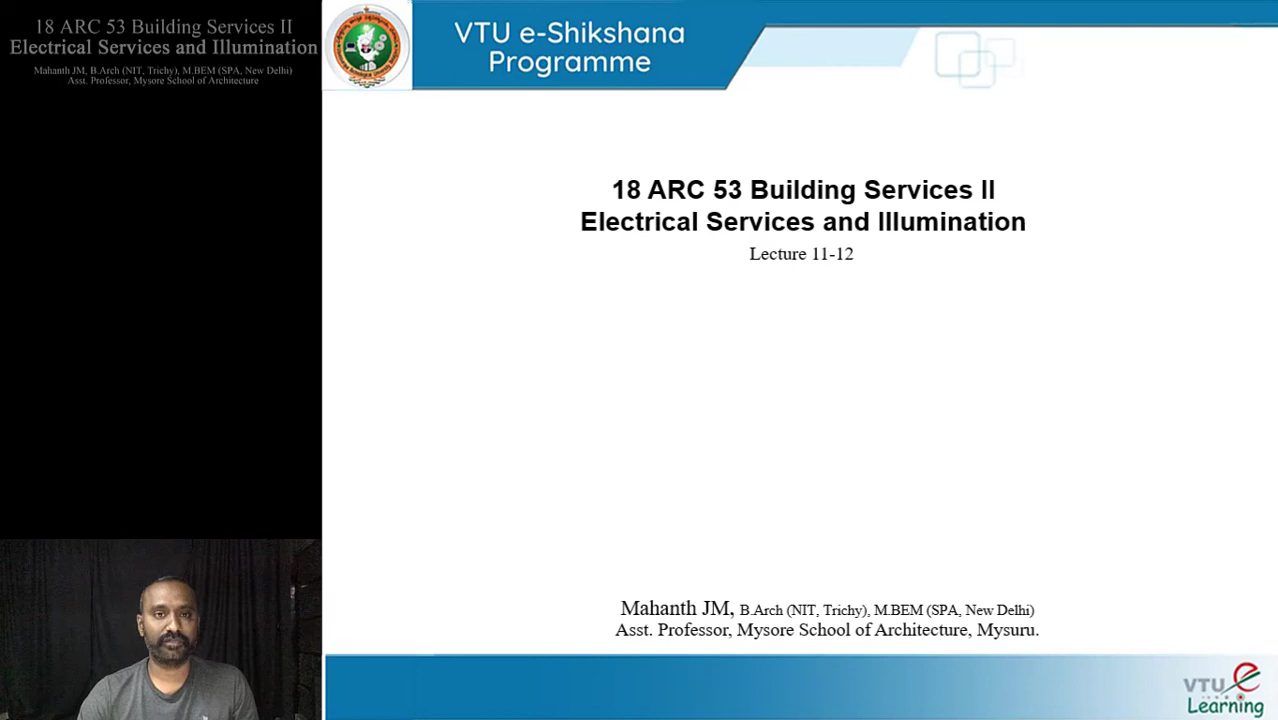 18 ARC 53 Building Services II
Electrical Services and Illumination
Mahanth JM, B.Arch (NIT, Trichy), M.BEM (SPA, New Delhi)
Asst. Professor, Mysore School of Architecture
VTU e-Shikshana
Programme
18 ARC 53 Building Services II
Electrical Services and Illumination
Lecture 11-12
Mahanth JM, B.Arch (NIT, Trichy), M.BEM (SPA, New Delhi)
Asst. Professor, Mysore School of Architecture, Mysuru.
VTU e
Learning